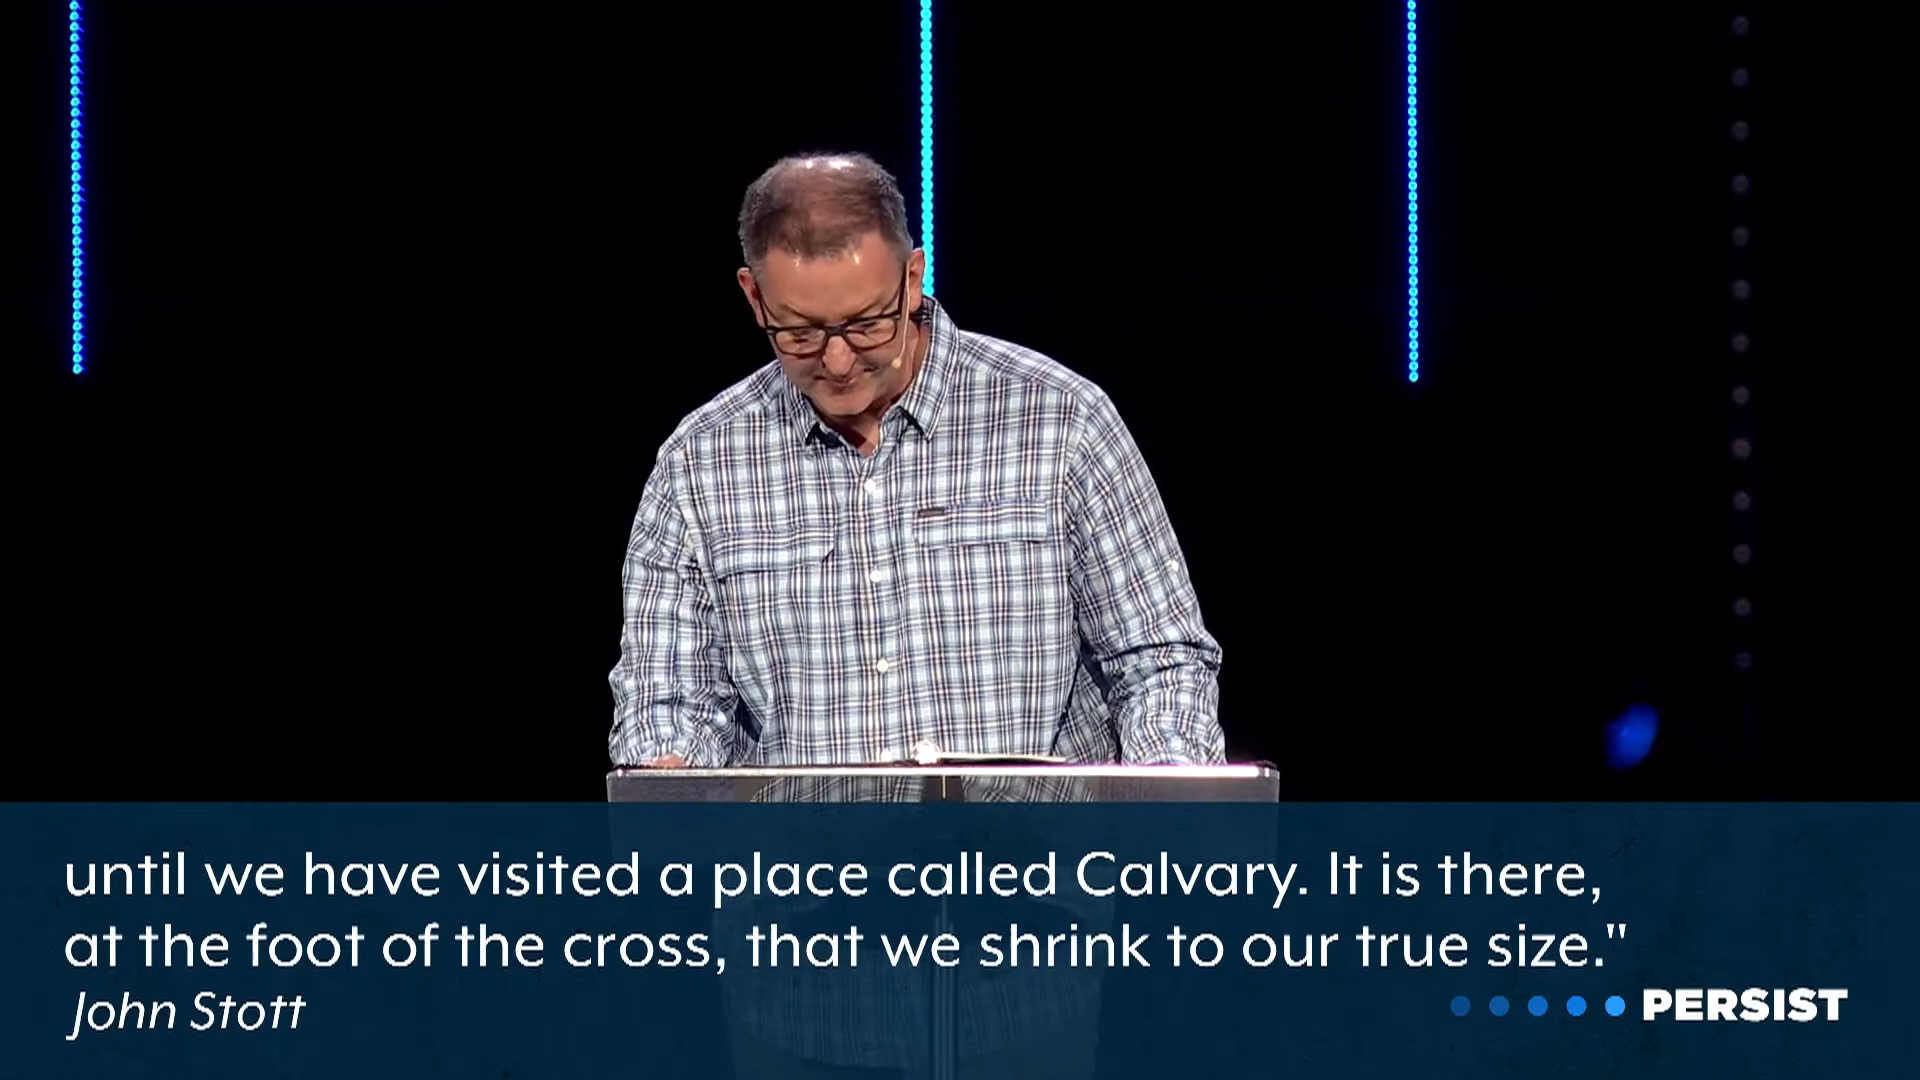 until we have visited a place called Calvary. It is there,
at the foot of the cross, that we shrink to our true size."
John Stott
PERSIST